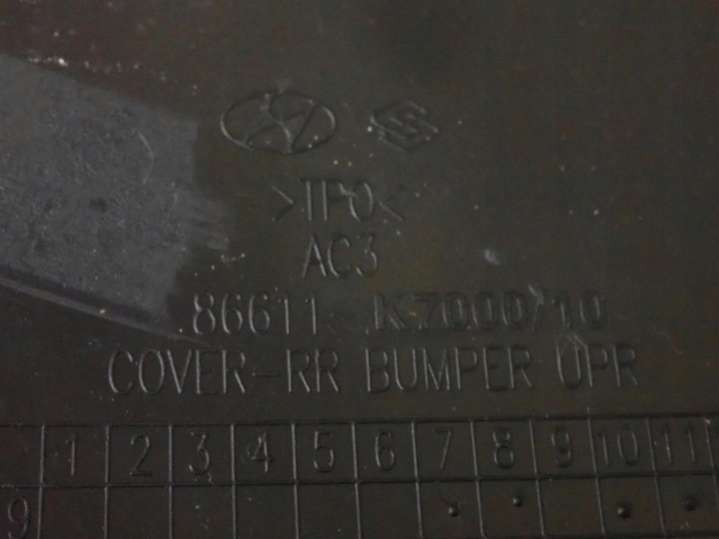 >TPO<
AC3
86611-K7000/10
COVER-RR BUMPER UPR
1 2 3 4 5 6 7 8 9 10 11
9